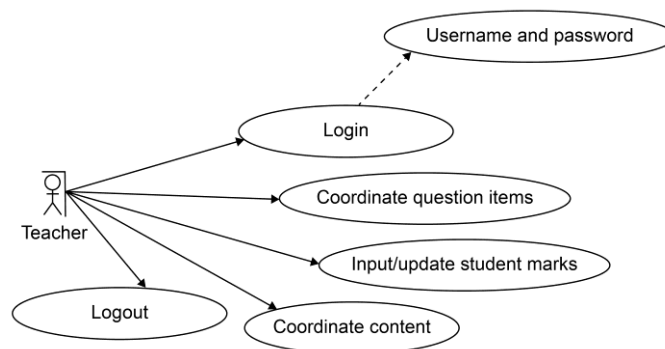 Username and password
Login
Coordinate question items
Teacher
Input/update student marks
Logout
Coordinate content